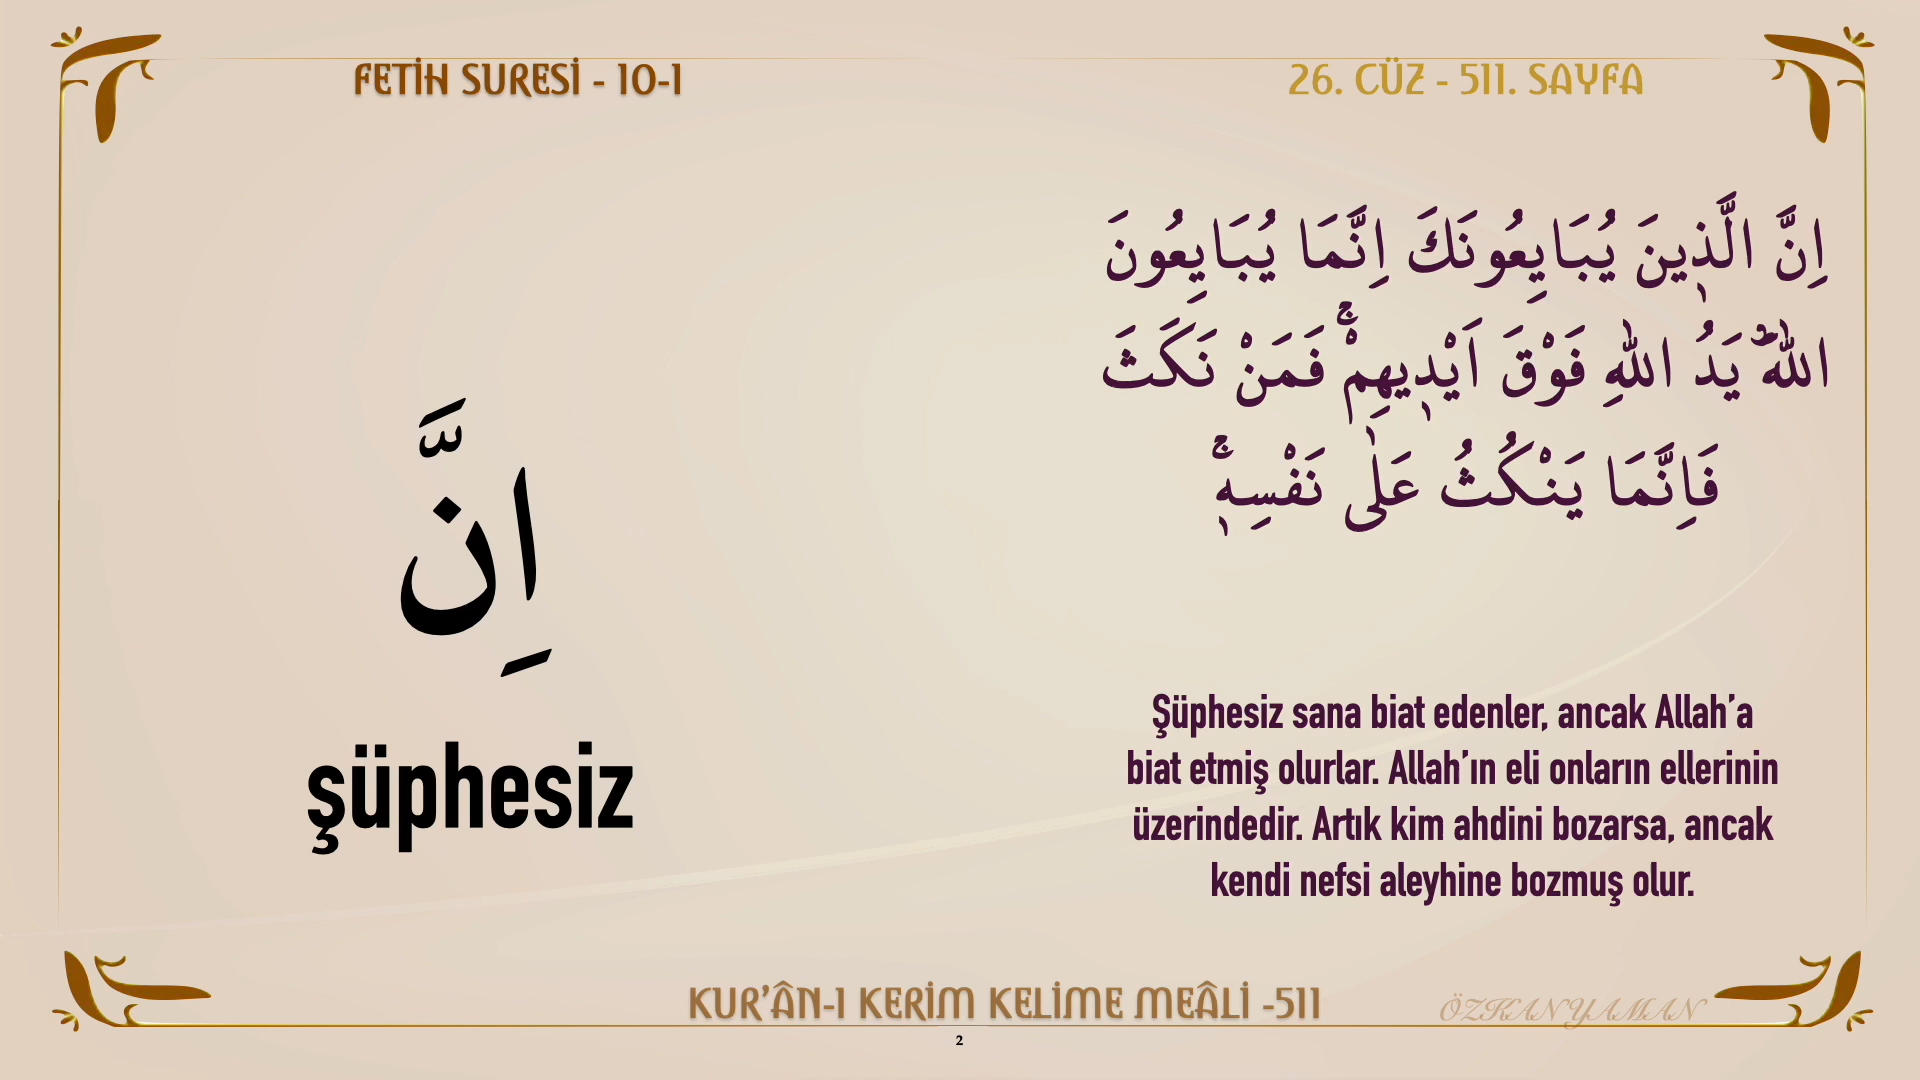 FETİH SURESİ - 10-1
26. CÜZ - 511. SAYFA
اِنَّ الَّذ۪ينَ يُبَايِعُونَكَ اِنَّمَا يُبَايِعُونَ
اللّٰهَۜ يَدُ اللّٰهِ فَوْقَ اَيْد۪يهِمْۚ فَمَنْ نَكَثَ
فَاِنَّمَا يَنْكُثُ عَلٰى نَفْسِه۪ۚ
اِنَّ
şüphesiz
Şüphesiz sana biat edenler, ancak Allah’a
biat etmiş olurlar. Allah’ın eli onların ellerinin
üzerindedir. Artık kim ahdini bozarsa, ancak
kendi nefsi aleyhine bozmuş olur.
KUR’ÂN-I KERİM KELİME MEÂLİ -511
ÖZKAN YAMAN
2